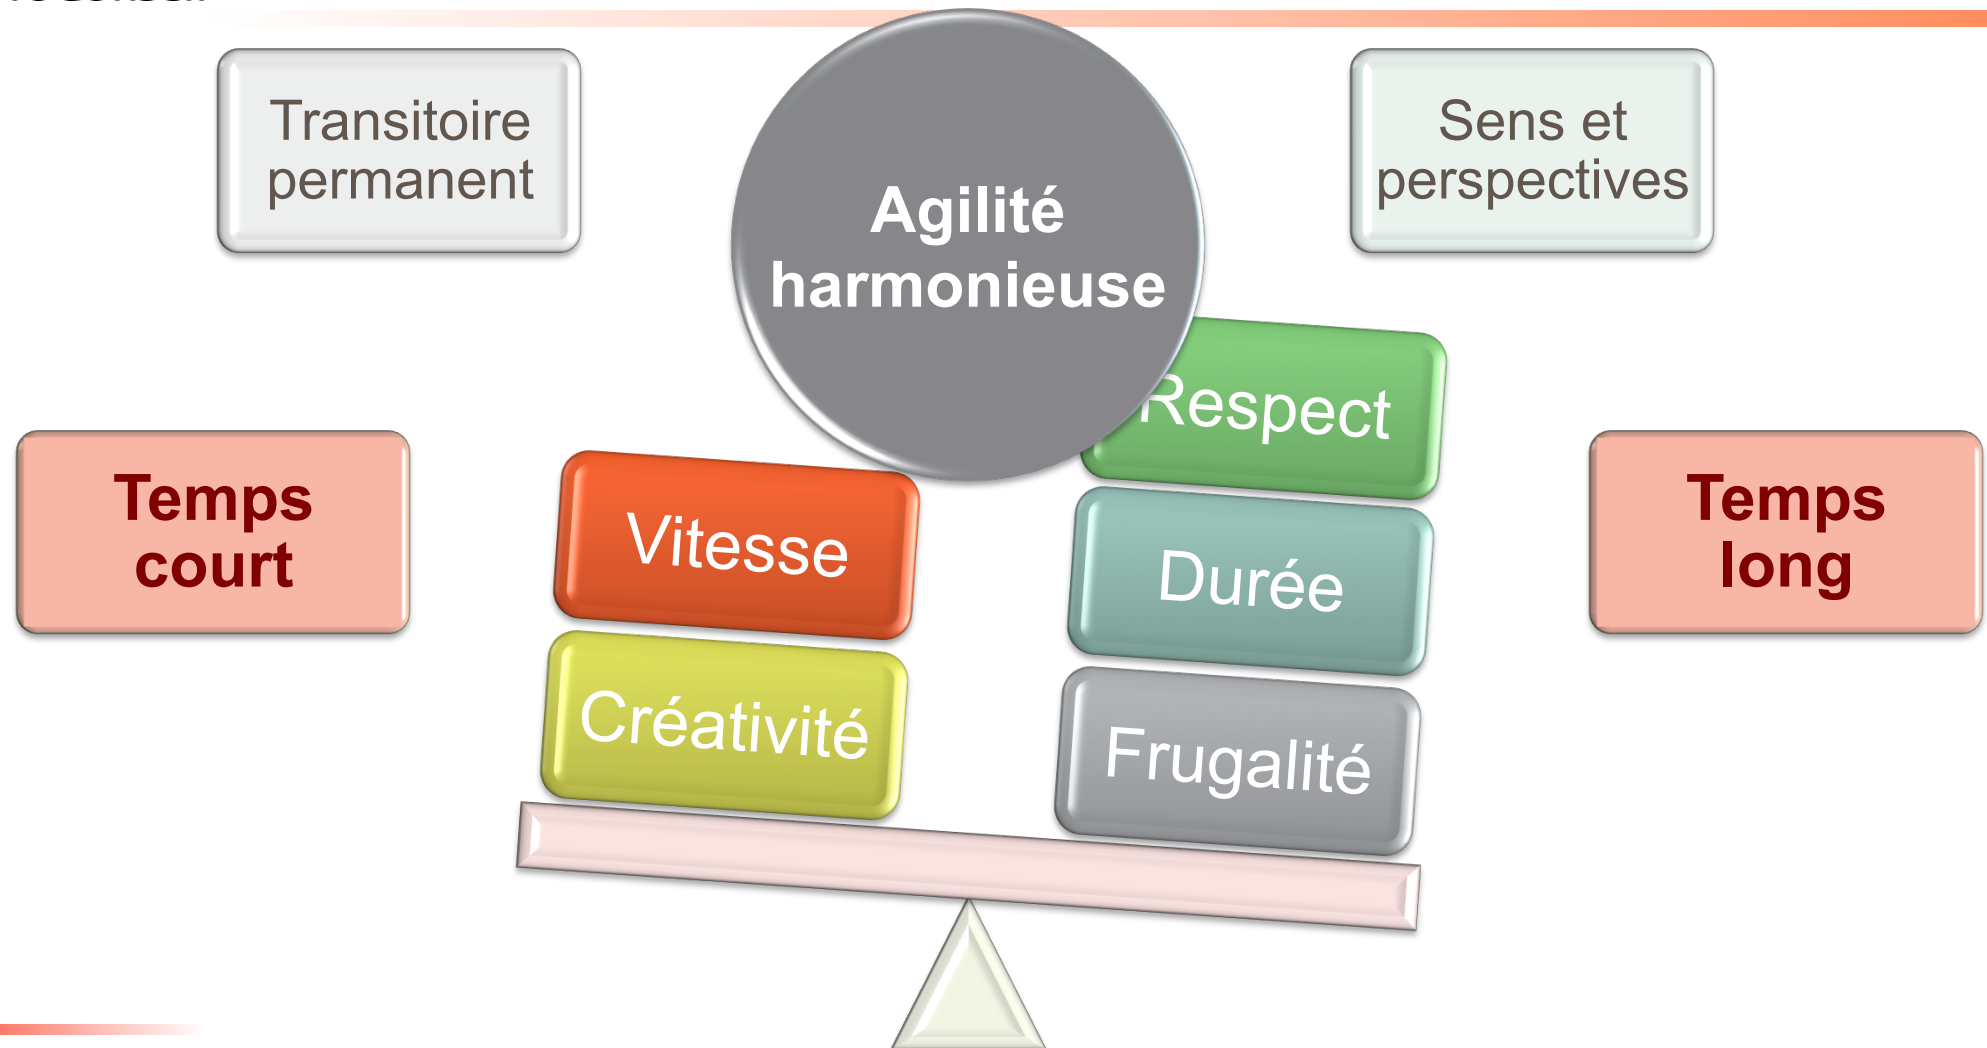 Transitoire
permanent
Agilité
harmonieuse
Sens et
perspectives
Respect
Temps
court
Vitesse
Durée
Temps
long
Créativité
Frugalité